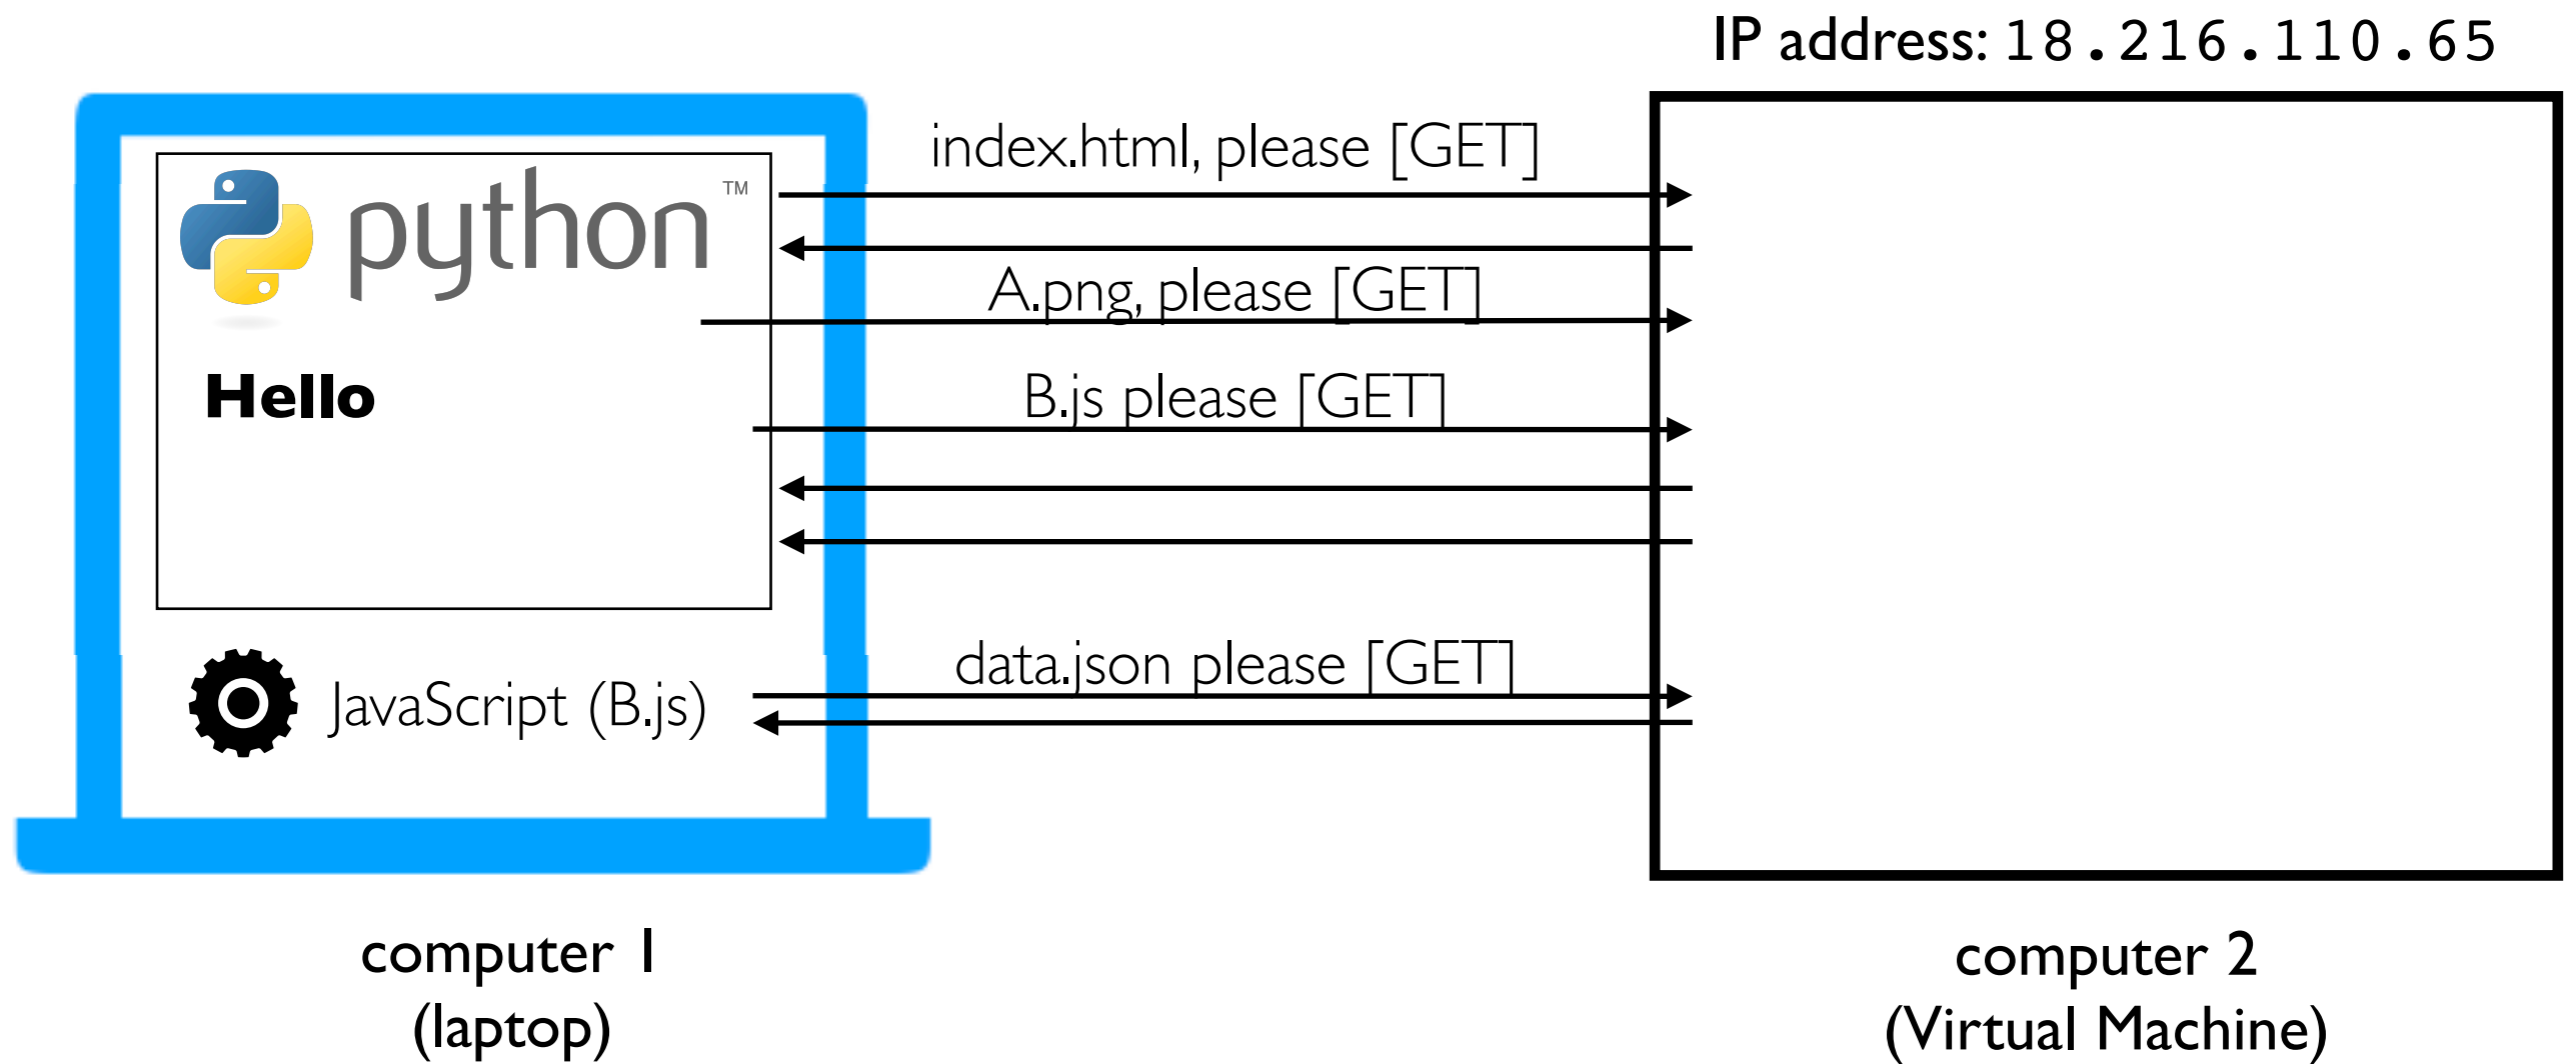 IP address: 18.216.110.65
index.html, please [GET]
python™
A.png, please [GET]
Hello
B.js please [GET]
data.json please [GET]
JavaScript (B.js)
computer 1
(laptop)
computer 2
(Virtual Machine)